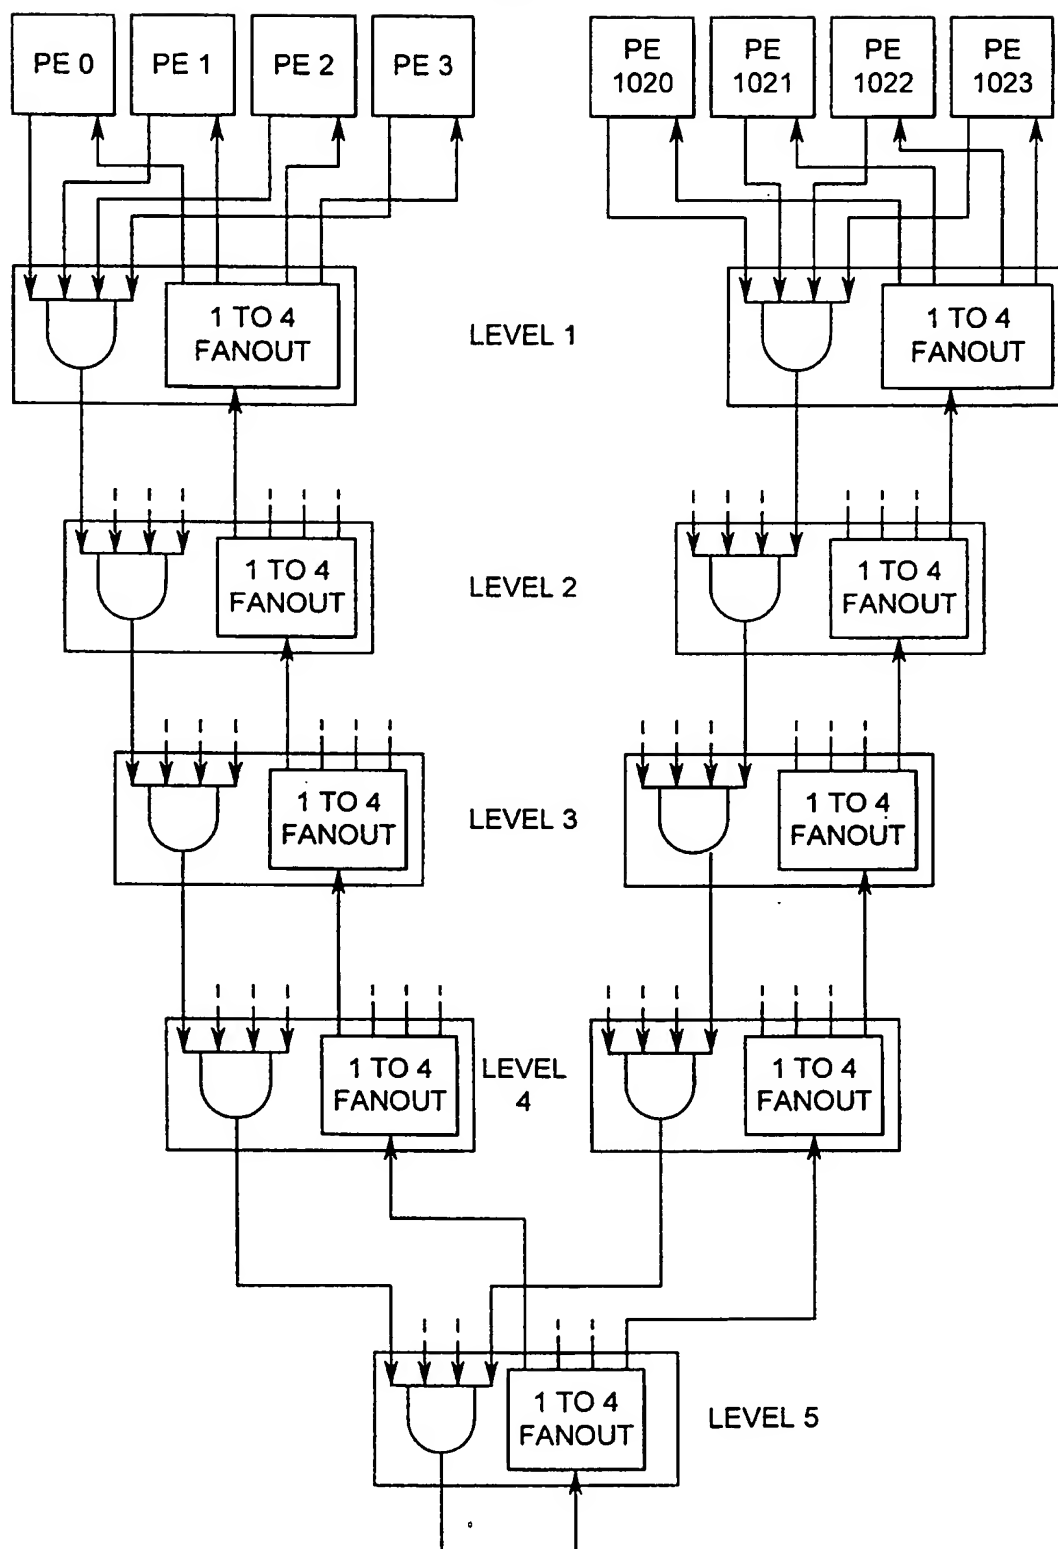 PE 0
PE 1
PE 2
PE 3
PE
1020
PE
1021
PE
1022
PE
1023
1 TO 4
FANOUT
LEVEL 1
1 TO 4
FANOUT
1 TO 4
FANOUT
LEVEL 2
1 TO 4
FANOUT
1 TO 4
FANOUT
LEVEL 3
1 TO 4
FANOUT
1 TO 4
FANOUT
LEVEL
4
1 TO 4
FANOUT
1 TO 4
FANOUT
LEVEL 5